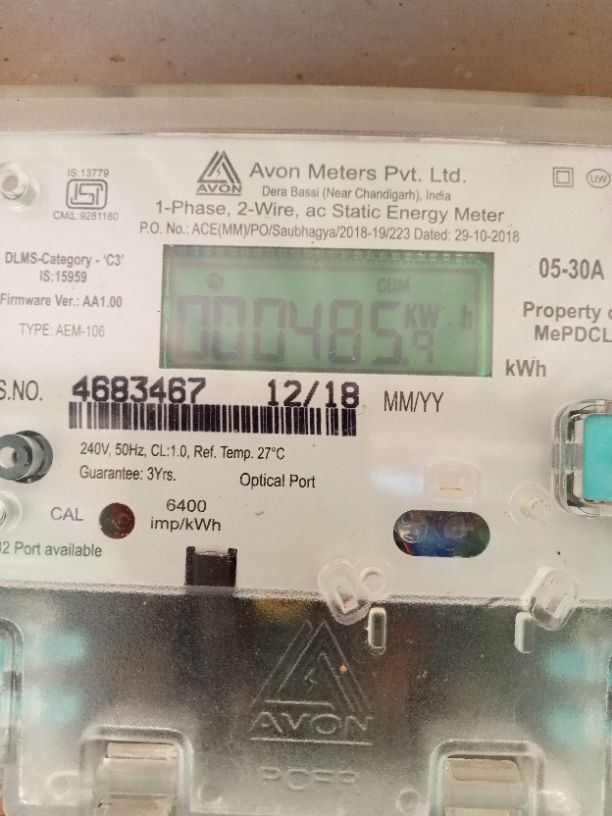 IS:13779
ISI
CM/L: 9281180
AVON
Avon Meters Pvt. Ltd.
Dera Bassi (Near Chandigarh), India
1-Phase, 2-Wire, ac Static Energy Meter
P.O. No.: ACE(MM)/PO/Saubhagya/2018-19/223 Dated: 29-10-2018
UW
DLMS-Category - 'C3'
IS:15959
Firmware Ver.: AA1.00
TYPE: AEM-106
CUM
000485.9 KW h
kWh
05-30A
Property o
MePDCL
S.NO. 4683467 12/18 MM/YY
240V, 50Hz, CL:1.0, Ref. Temp. 27°C
Guarantee: 3Yrs. Optical Port
CAL
6400
imp/kWh
32 Port available
AVON